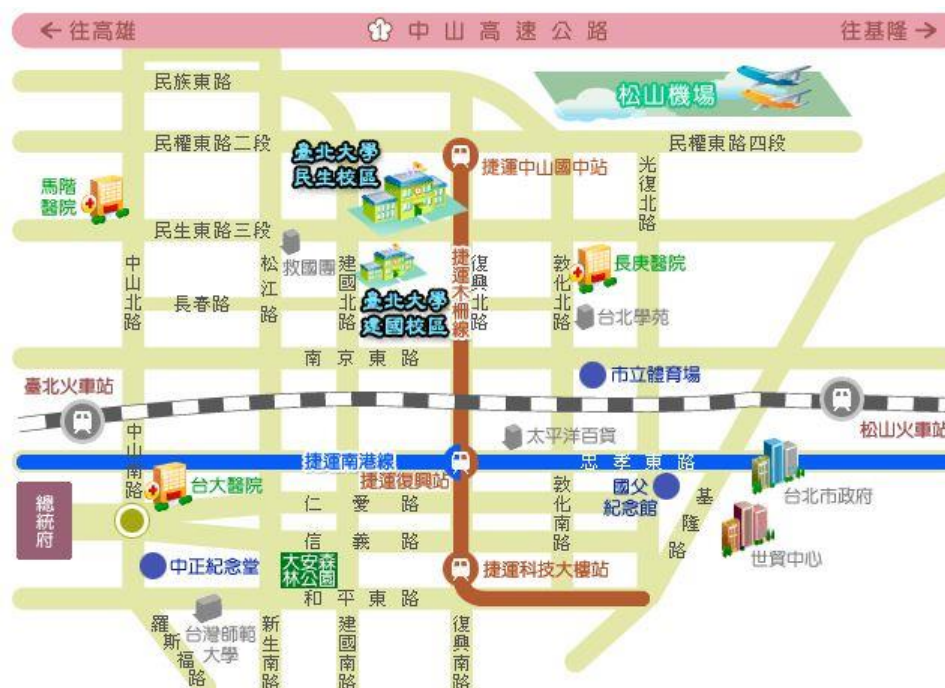 ← 往高雄
1 中山高速公路
往基隆 →
民族東路
松山機場
民權東路二段
民權東路四段
臺北大學
民生校區
捷運中山國中站
光復北路
馬階
醫院
民生東路三段
救國團
長庚醫院
中山北路
松江路
建國北路
捷運木柵線
復興北路
敦化北路
長春路
臺北大學
建國校區
台北學苑
南京東路
市立體育場
臺北火車站
松山火車站
中山南路
太平洋百貨
捷運南港線
忠孝東路
捷運復興站
台大醫院
國父
紀念館
台北市政府
總統府
仁愛路
敦化南路
基隆路
信義路
世貿中心
中正紀念堂
大安森
林公園
捷運科技大樓站
和平東路
台灣師範
大學
羅斯福路
新生南路
建國南路
復興南路